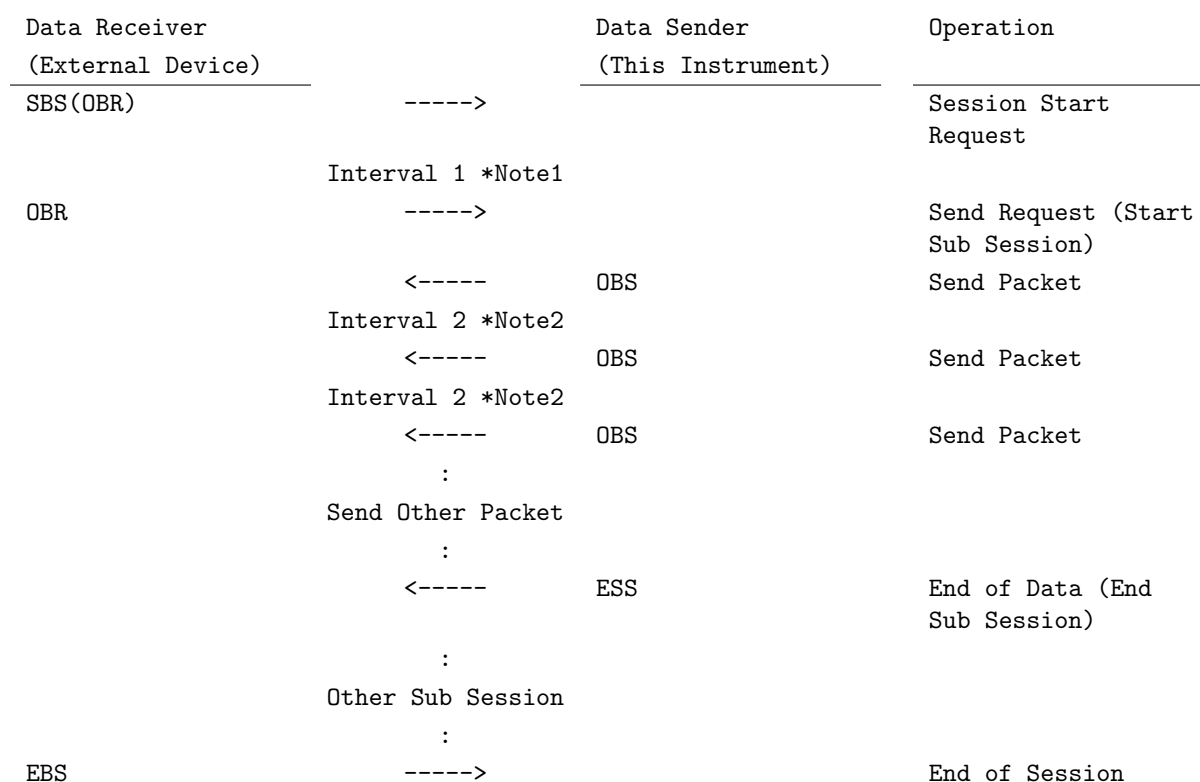 Data Receiver Data Sender Operation
(External Device) (This Instrument)
SBS(OBR) -----> Session Start
Request
Interval 1 *Note1
OBR -----> Send Request (Start
Sub Session)
<----- OBS Send Packet
Interval 2 *Note2
<----- OBS Send Packet
Interval 2 *Note2
<----- OBS Send Packet
:
Send Other Packet
:
<----- ESS End of Data (End
Sub Session)
:
Other Sub Session
:
EBS -----> End of Session